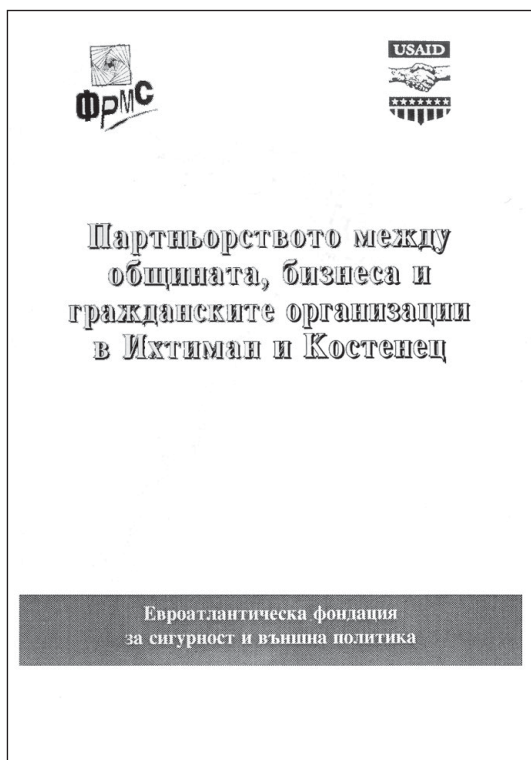 ФРМС
USAID
Партньорството между
общината, бизнеса и
гражданските организации
в Ихтиман и Костенец
Евроатлантическа фондация
за сигурност и външна политика